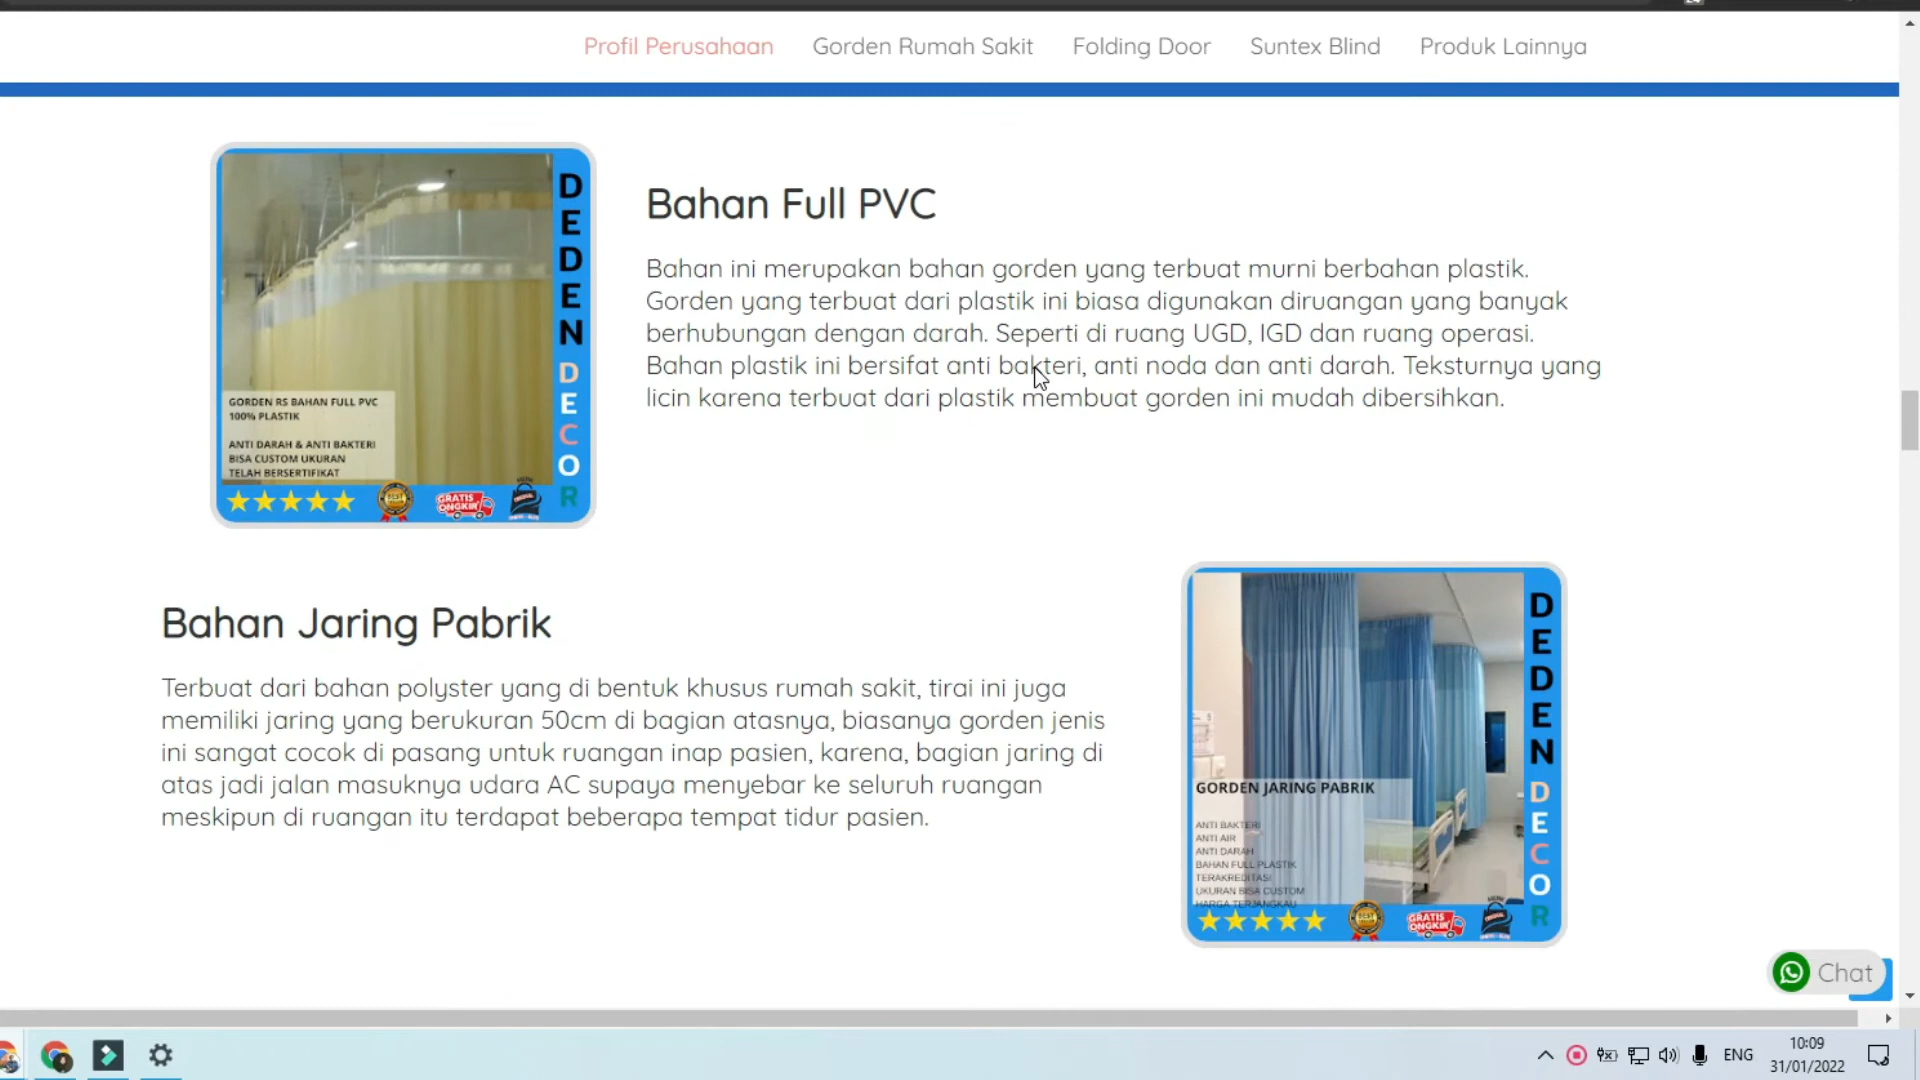 Profil Perusahaan Gorden Rumah Sakit Folding Door Suntex Blind Produk Lainnya
DEDEN DECOR
GORDEN RS BAHAN FULL PVC
100% PLASTIK
ANTI DARAH & ANTI BAKTERI
BISA CUSTOM UKURAN
TELAH BERSERTIFIKAT
BEST
GRATIS
ONGKIR
Bahan Full PVC
Bahan ini merupakan bahan gorden yang terbuat murni berbahan plastik.
Gorden yang terbuat dari plastik ini biasa digunakan diruangan yang banyak
berhubungan dengan darah. Seperti di ruang UGD, IGD dan ruang operasi.
Bahan plastik ini bersifat anti bakteri, anti noda dan anti darah. Teksturnya yang
licin karena terbuat dari plastik membuat gorden ini mudah dibersihkan.
Bahan Jaring Pabrik
Terbuat dari bahan polyster yang di bentuk khusus rumah sakit, tirai ini juga
memiliki jaring yang berukuran 50cm di bagian atasnya, biasanya gorden jenis
ini sangat cocok di pasang untuk ruangan inap pasien, karena, bagian jaring di
atas jadi jalan masuknya udara AC supaya menyebar ke seluruh ruangan
meskipun di ruangan itu terdapat beberapa tempat tidur pasien.
DEDEN DECOR
GORDEN JARING PABRIK
ANTI BAKTERI
ANTI AIR
ANTI DARAH
BAHAN FULL PLASTIK
TERAKREDITASI
UKURAN BISA CUSTOM
HARGA TERJANGKAU
BEST
GRATIS
ONGKIR
Chat
ENG
10:09
31/01/2022